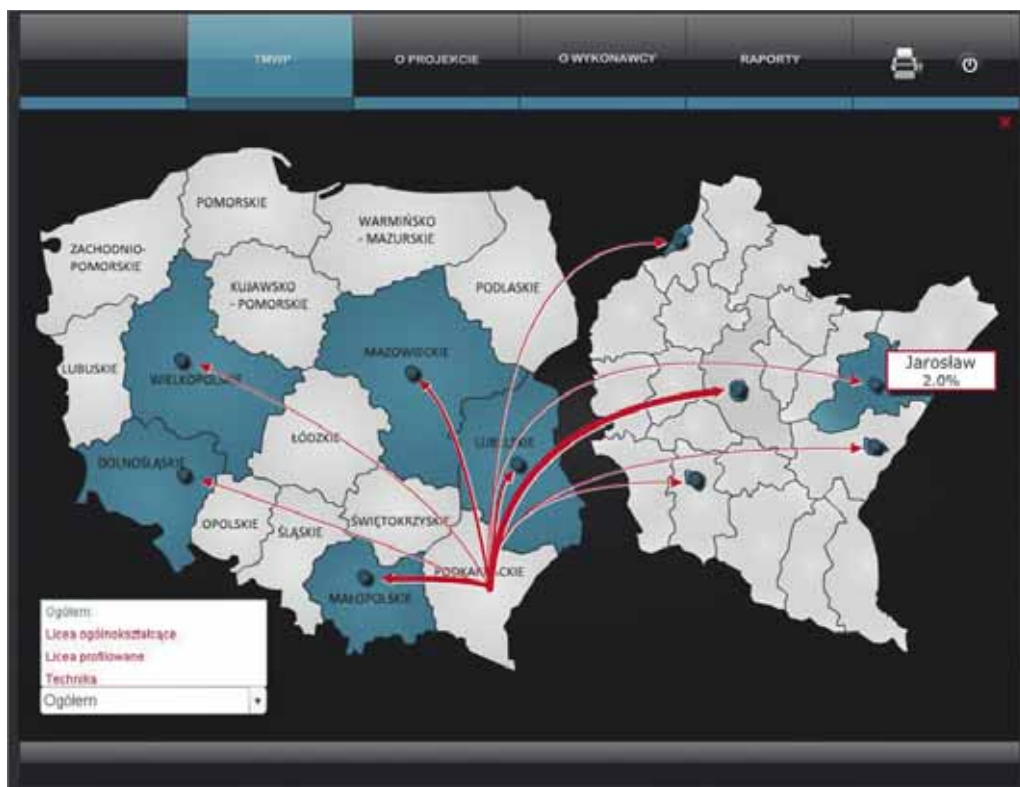 TMWP
O PROJEKCIE
O WYKONAWCY
RAPORTY
POMORSKIE
WARMIŃSKO
- MAZURSKIE
ZACHODNIO-
POMORSKIE
KUJAWSKO
- POMORSKIE
PODLASKIE
LUBUSKIE
WIELKOPOLSKIE
MAZOWIECKIE
Jarosław
2.0%
ŁÓDZKIE
LUBELSKIE
DOLNOŚLĄSKIE
OPOLSKIE
ŚLĄSKIE
ŚWIĘTOKRZYSKIE
PODKARPACKIE
MAŁOPOLSKIE
Ogółem
Licea ogólnokształcące
Licea profilowane
Technika
Ogółem